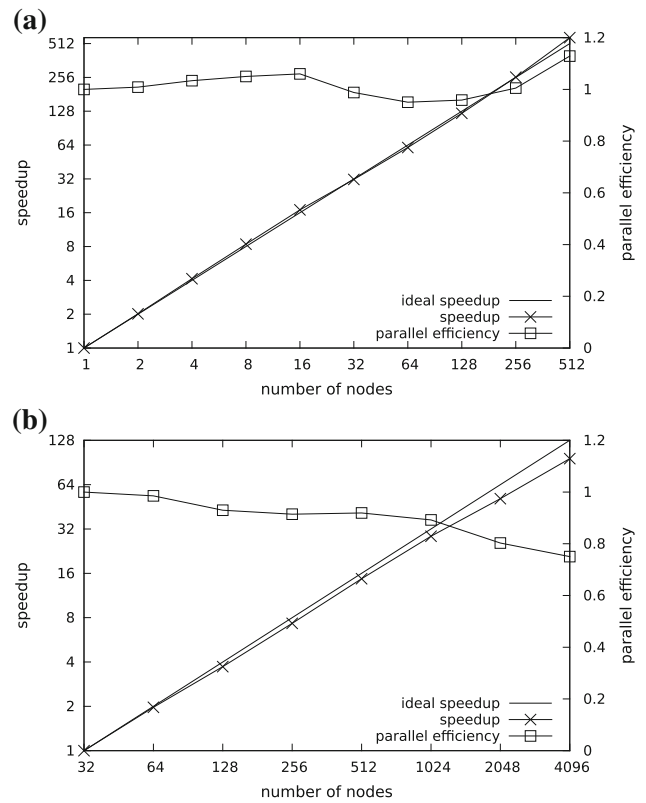 (a)
512
256
128
64
32
16
8
4
2
1
speedup
1.2
1
0.8
0.6
0.4
0.2
0
parallel efficiency
ideal speedup
speedup
parallel efficiency
1 2 4 8 16 32 64 128 256 512
number of nodes
(b)
128
64
32
16
8
4
2
1
speedup
1.2
1
0.8
0.6
0.4
0.2
0
parallel efficiency
ideal speedup
speedup
parallel efficiency
32 64 128 256 512 1024 2048 4096
number of nodes